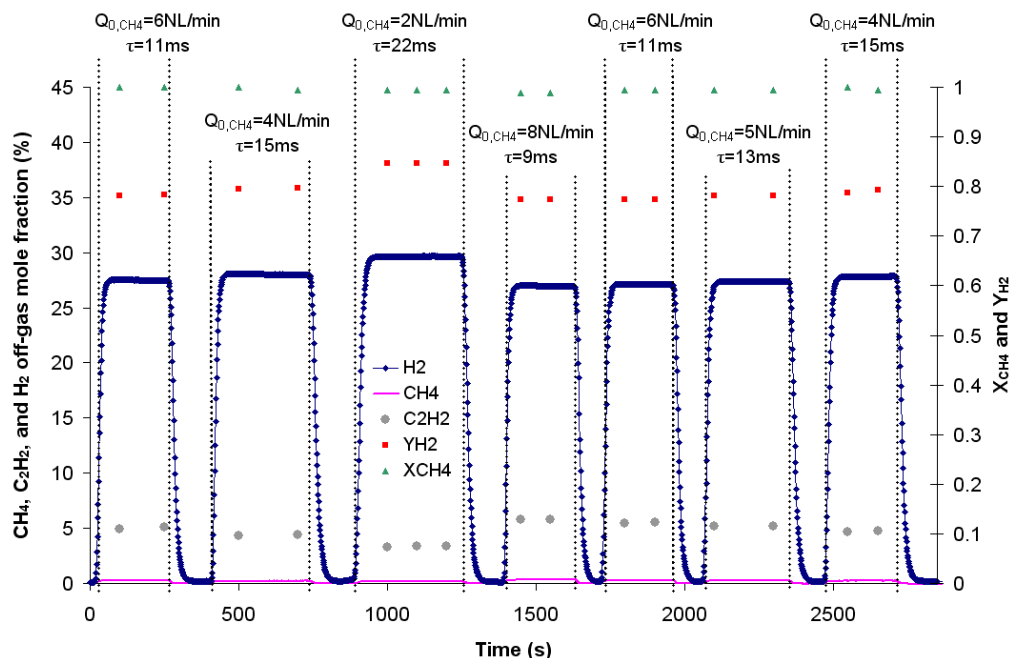 Q0,CH4=6NL/min
τ=11ms
Q0,CH4=2NL/min
τ=22ms
Q0,CH4=6NL/min
τ=11ms
Q0,CH4=4NL/min
τ=15ms
Q0,CH4=4NL/min
τ=15ms
Q0,CH4=8NL/min
τ=9ms
Q0,CH4=5NL/min
τ=13ms
CH4, C2H2, and H2 off-gas mole fraction (%)
45
40
35
30
25
20
15
10
5
0
H2
CH4
C2H2
YH2
XCH4
1
0.9
0.8
0.7
0.6
0.5
0.4
0.3
0.2
0.1
0
XCH4 and YH2
0
500
1000
1500
2000
2500
Time (s)